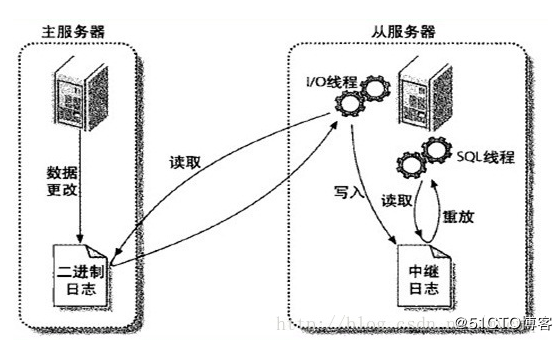 主服务器
从服务器
I/O线程
SQL线程
数据
更改
读取
写入
读取
重放
二进制
日志
中继
日志
http://blog.csdn.n
@51CTO博客